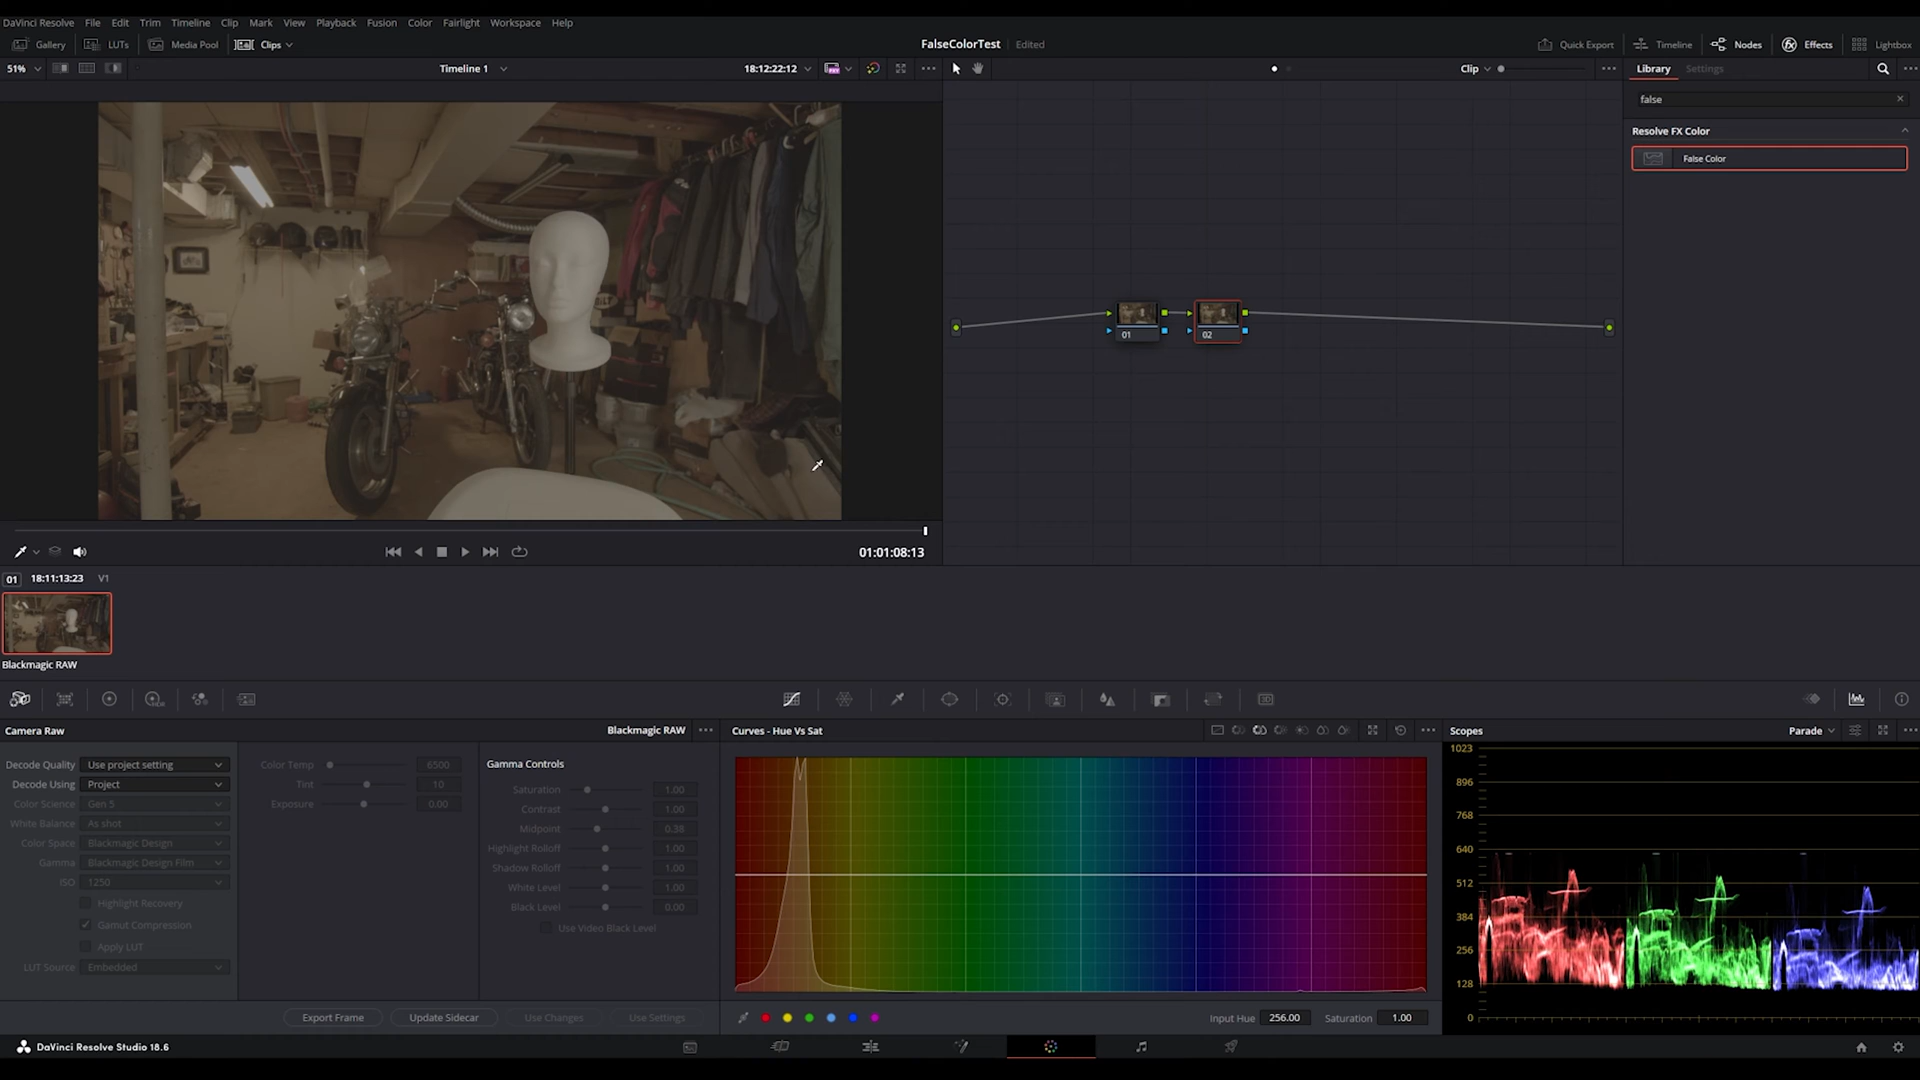 DaVinci Resolve File Edit Trim Timeline Clip Mark View Playback Fusion Color Fairlight Workspace Help
Gallery LUTs Media Pool Clips FalseColorTest Edited Quick Export Timeline Nodes Effects Lightbox
51% Timeline 1 18:12:22:12 Clip Library Settings
false
Resolve FX Color
False Color
01 02
01:01:08:13
01 18:11:13:23 V1
Blackmagic RAW
Camera Raw Blackmagic RAW Curves - Hue Vs Sat Scopes Parade
Decode Quality Use project setting Color Temp 6500 Gamma Controls
Decode Using Project Tint 10
Color Science Gen 5 Exposure 0.00 Saturation 1.00
White Balance As shot Contrast 1.00
Color Space Blackmagic Design Midpoint 0.38
Gamma Blackmagic Design Film Highlight Rolloff 1.00
ISO 1250 Shadow Rolloff 1.00
Highlight Recovery White Level 1.00
Gamut Compression Black Level 0.00
Apply LUT Use Video Black Level
LUT Source Embedded
1023
896
768
640
512
384
256
128
0
Export Frame Update Sidecar Use Changes Use Settings Input Hue 256.00 Saturation 1.00
DaVinci Resolve Studio 18.6